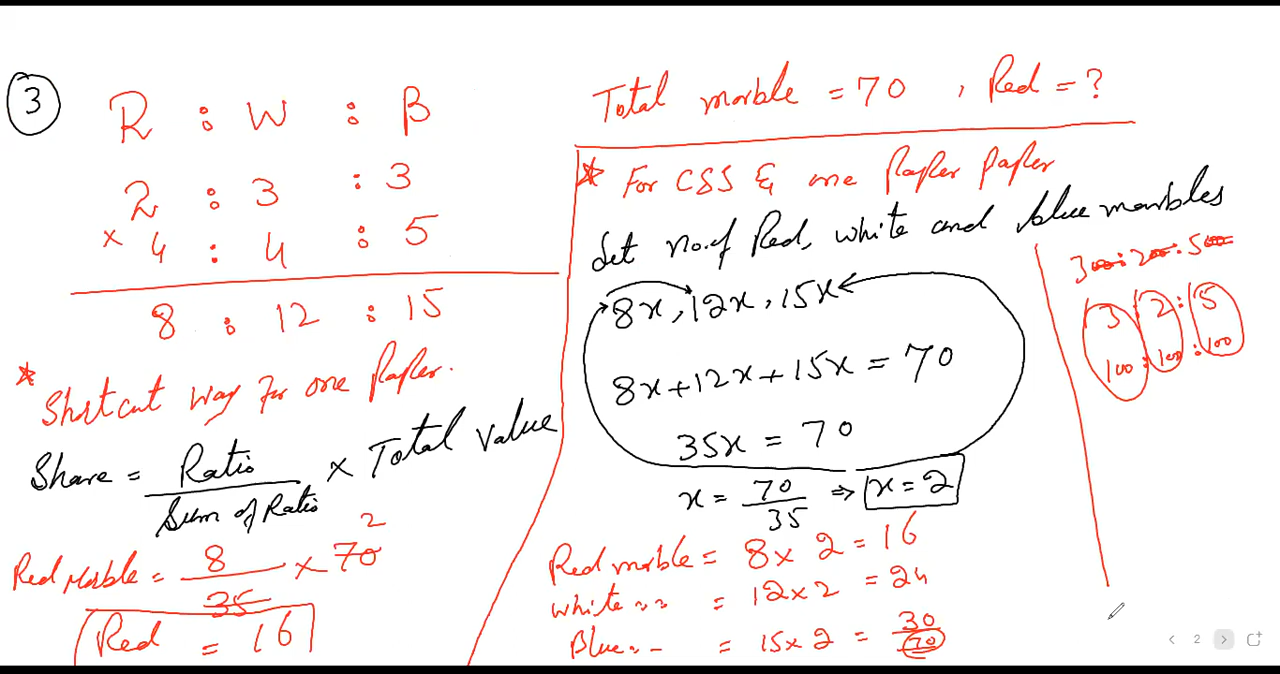 3
R : W : B
2 : 3 : 3
× 4 : 4 : 5
8 : 12 : 15
* Shortcut way for one Paper.
Share = Ratio / Sum of Ratio × Total Value
Red Marble = 8 / 35 × 70 2
Red = 16
Total marble = 70 , Red = ?
* For CSS & one Paper Paper
Let no. of Red, white and blue marbles
8x, 12x, 15x
8x + 12x + 15x = 70
35x = 70
x = 70 / 35 ⇒ x = 2
Red marble = 8 × 2 = 16
White " " = 12 × 2 = 24
Blue " - = 15 × 2 = 30
70
300 : 200 : 500
3 : 2 : 5
100 : 100 : 100
< 2 >